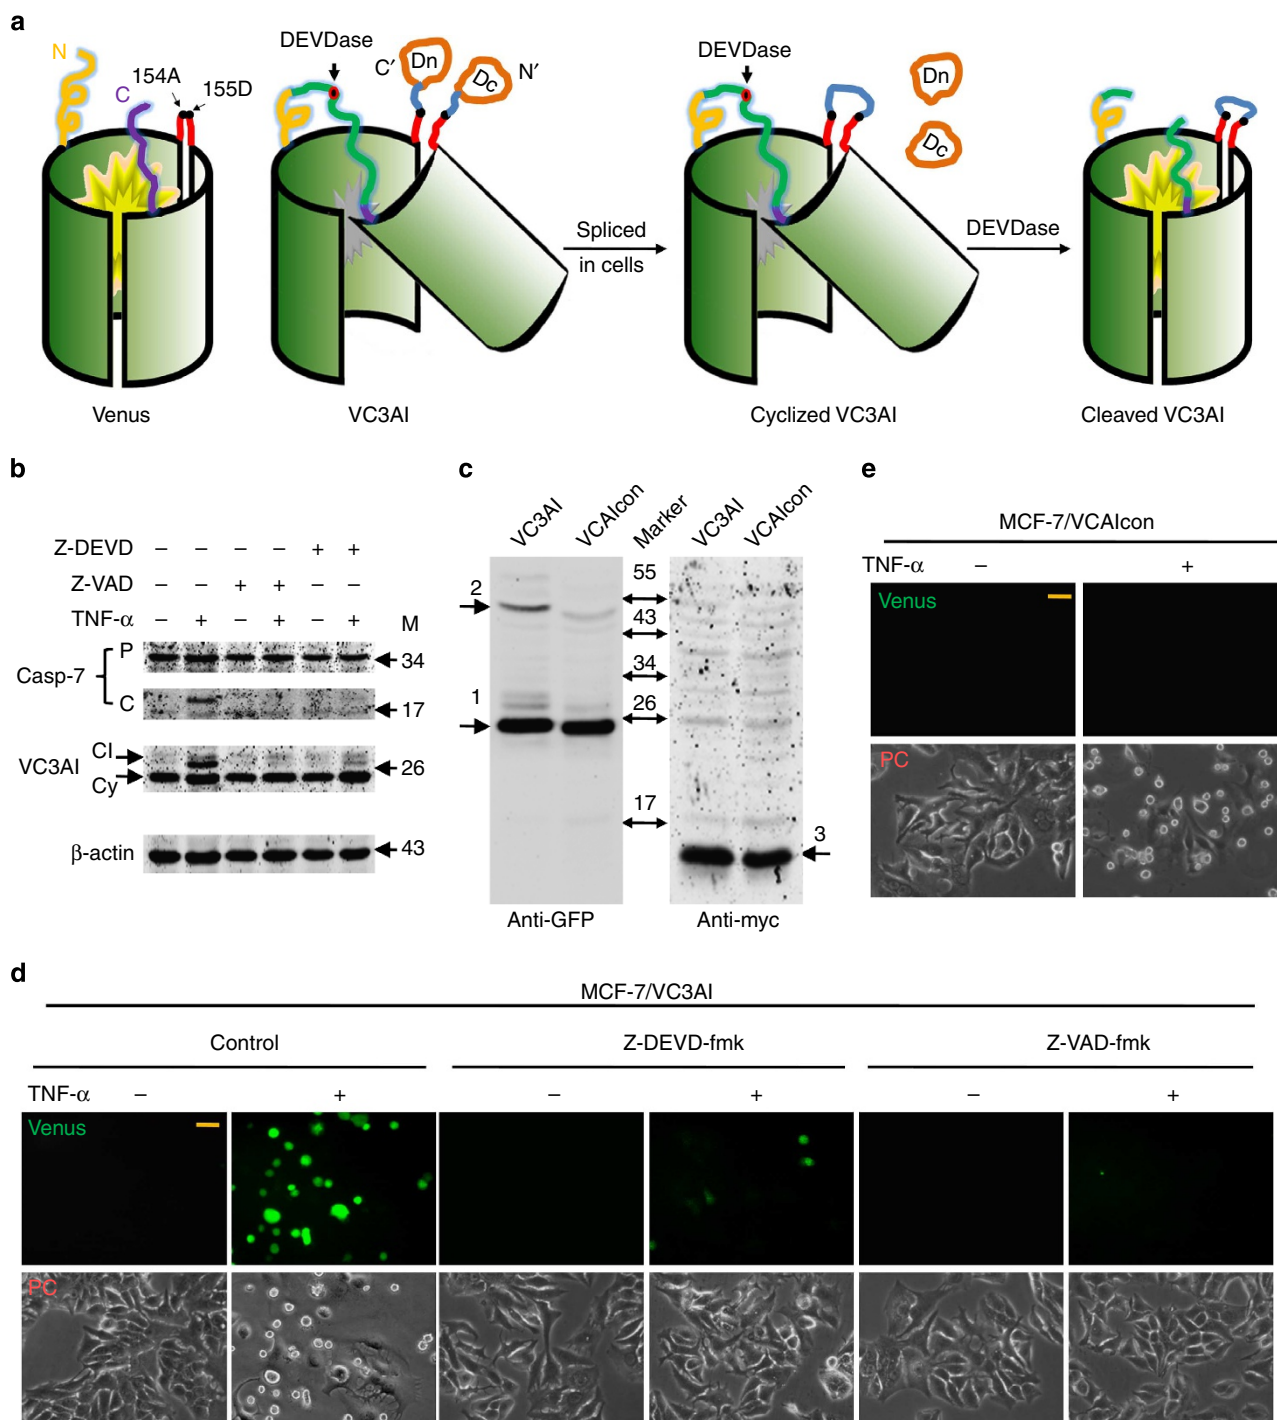 a
N
154A
C
155D
DEVDase
C′
Dn
Dc
N′
DEVDase
Dn
Dc
Spliced
in cells
DEVDase
Venus
VC3AI
Cyclized VC3AI
Cleaved VC3AI
b
Z-DEVD – – – – + +
Z-VAD – – + + – –
TNF-α – + – + – + M
Casp-7
P
34
C
17
VC3AI
Cl
Cy
26
β-actin
43
c
VC3AI
VCAIcon
Marker
VC3AI
VCAIcon
2
55
43
34
1
26
17
3
Anti-GFP
Anti-myc
e
MCF-7/VCAIcon
TNF-α – +
Venus
PC
d
MCF-7/VC3AI
Control
Z-DEVD-fmk
Z-VAD-fmk
TNF-α – + – + – +
Venus
PC